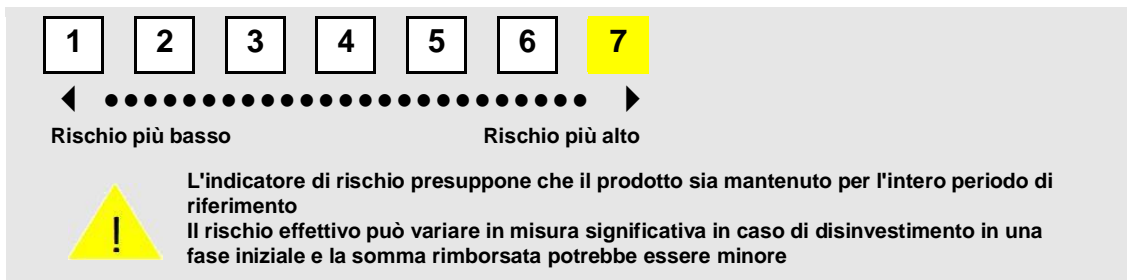 1 2 3 4 5 6 7
Rischio più basso Rischio più alto
L'indicatore di rischio presuppone che il prodotto sia mantenuto per l'intero periodo di
riferimento
Il rischio effettivo può variare in misura significativa in caso di disinvestimento in una
fase iniziale e la somma rimborsata potrebbe essere minore
!